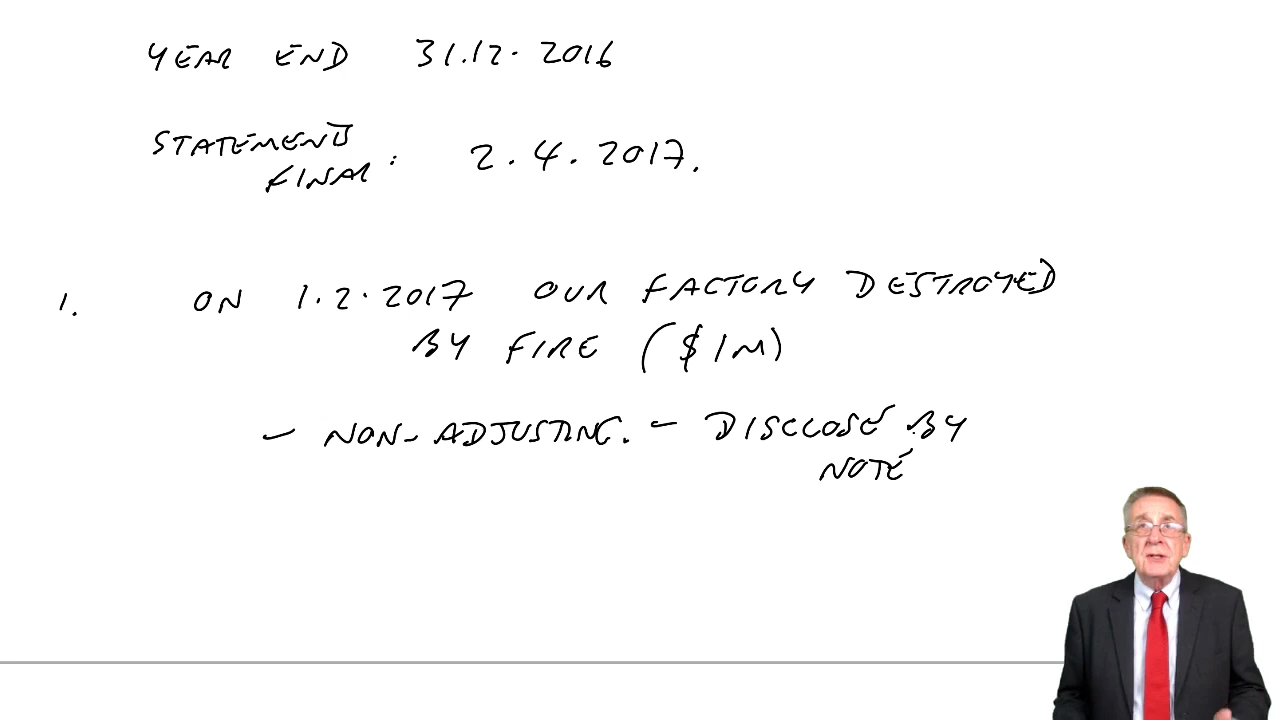 YEAR END 31.12.2016
STATEMENTS
FINAL : 2.4.2017.
1. ON 1.2.2017 OUR FACTORY DESTROYED
BY FIRE ($1M)
- NON-ADJUSTING. - DISCLOSE BY
NOTE